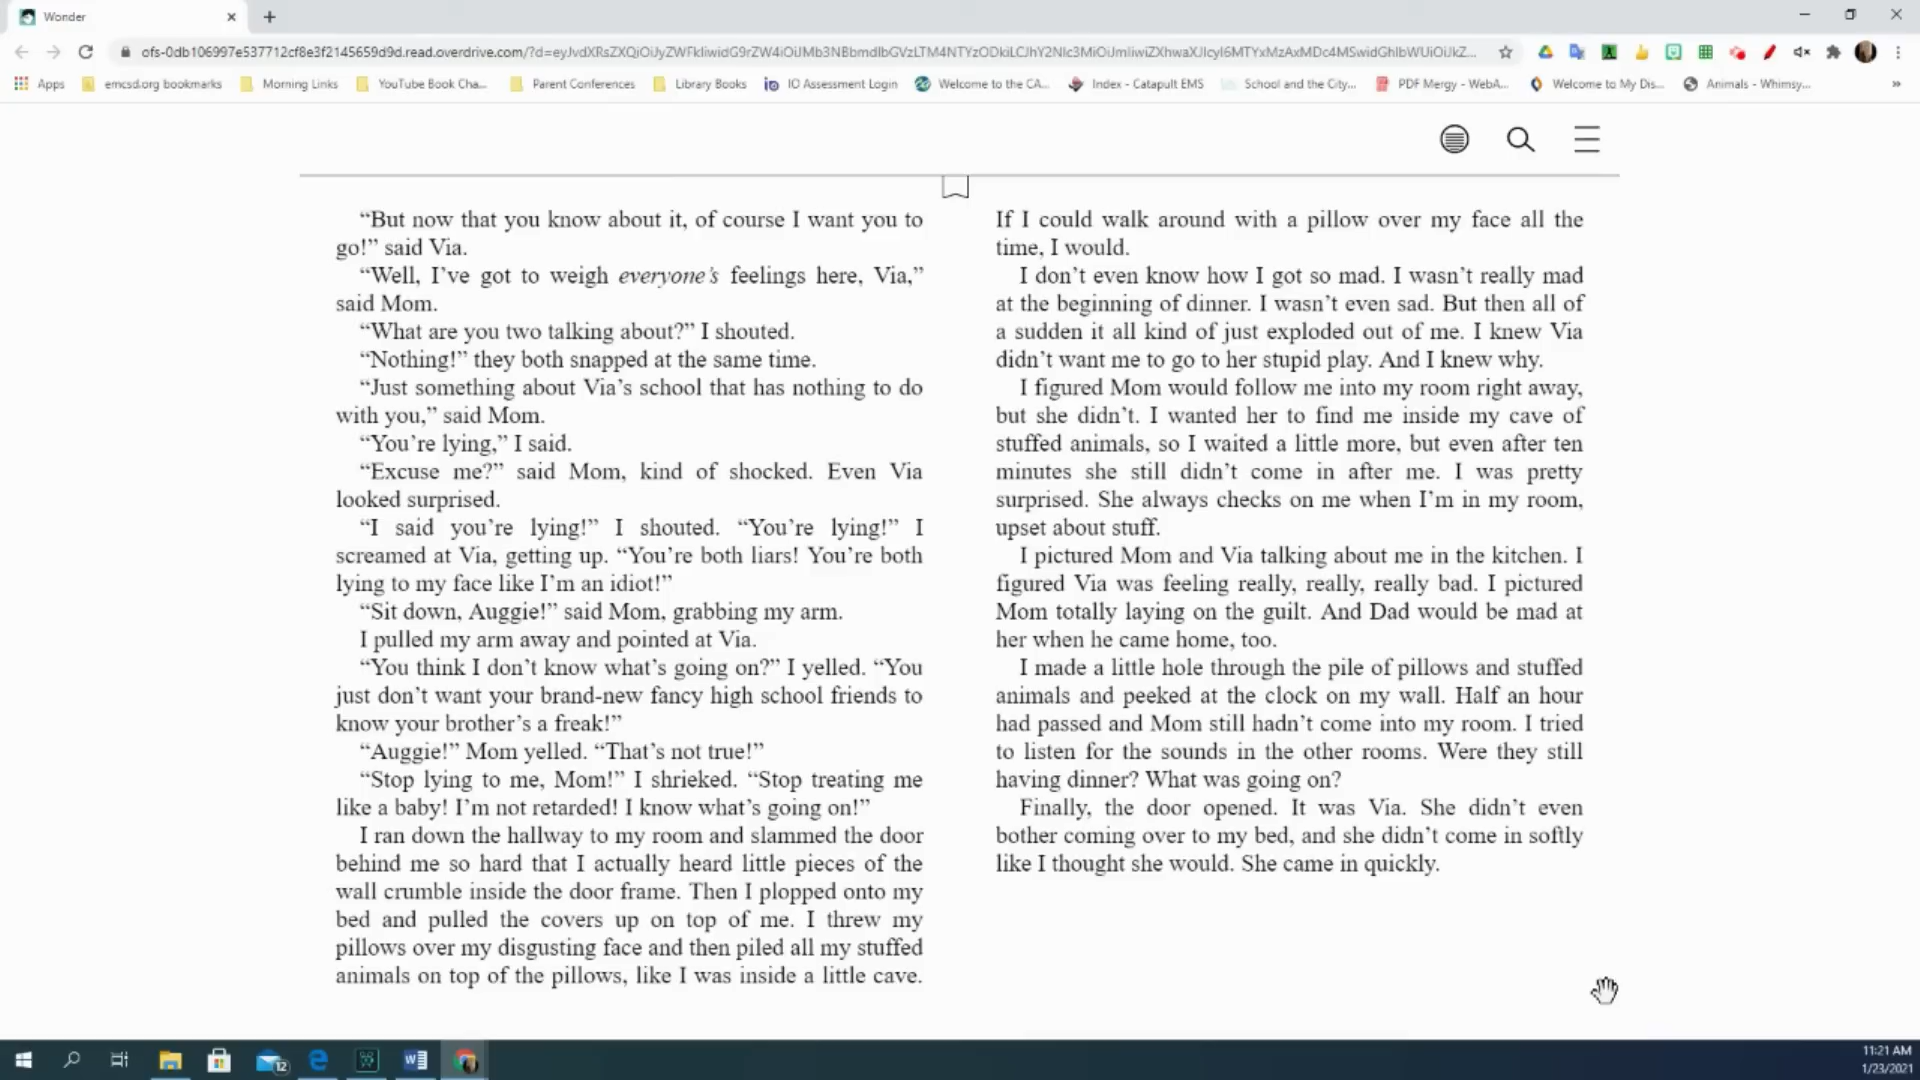 Wonder
ofs-0db106997e537712cf8e3f2145659d9d.read.overdrive.com/
Apps
emcsd.org bookmarks
Morning Links
YouTube Book Cha...
Parent Conferences
Library Books
IO Assessment Login
Welcome to the CA...
Index - Catapult EMS
School and the City...
PDF Mergy - WebA...
Welcome to My Dis...
Animals - Whimsy...
“But now that you know about it, of course I want you to
go!” said Via.
“Well, I’ve got to weigh everyone’s feelings here, Via,”
said Mom.
“What are you two talking about?” I shouted.
“Nothing!” they both snapped at the same time.
“Just something about Via’s school that has nothing to do
with you,” said Mom.
“You’re lying,” I said.
“Excuse me?” said Mom, kind of shocked. Even Via
looked surprised.
“I said you’re lying!” I shouted. “You’re lying!” I
screamed at Via, getting up. “You’re both liars! You’re both
lying to my face like I’m an idiot!”
“Sit down, Auggie!” said Mom, grabbing my arm.
I pulled my arm away and pointed at Via.
“You think I don’t know what’s going on?” I yelled. “You
just don’t want your brand-new fancy high school friends to
know your brother’s a freak!”
“Auggie!” Mom yelled. “That’s not true!”
“Stop lying to me, Mom!” I shrieked. “Stop treating me
like a baby! I’m not retarded! I know what’s going on!”
I ran down the hallway to my room and slammed the door
behind me so hard that I actually heard little pieces of the
wall crumble inside the door frame. Then I plopped onto my
bed and pulled the covers up on top of me. I threw my
pillows over my disgusting face and then piled all my stuffed
animals on top of the pillows, like I was inside a little cave.
If I could walk around with a pillow over my face all the
time, I would.
I don’t even know how I got so mad. I wasn’t really mad
at the beginning of dinner. I wasn’t even sad. But then all of
a sudden it all kind of just exploded out of me. I knew Via
didn’t want me to go to her stupid play. And I knew why.
I figured Mom would follow me into my room right away,
but she didn’t. I wanted her to find me inside my cave of
stuffed animals, so I waited a little more, but even after ten
minutes she still didn’t come in after me. I was pretty
surprised. She always checks on me when I’m in my room,
upset about stuff.
I pictured Mom and Via talking about me in the kitchen. I
figured Via was feeling really, really, really bad. I pictured
Mom totally laying on the guilt. And Dad would be mad at
her when he came home, too.
I made a little hole through the pile of pillows and stuffed
animals and peeked at the clock on my wall. Half an hour
had passed and Mom still hadn’t come into my room. I tried
to listen for the sounds in the other rooms. Were they still
having dinner? What was going on?
Finally, the door opened. It was Via. She didn’t even
bother coming over to my bed, and she didn’t come in softly
like I thought she would. She came in quickly.
12
11:21 AM
1/23/2021